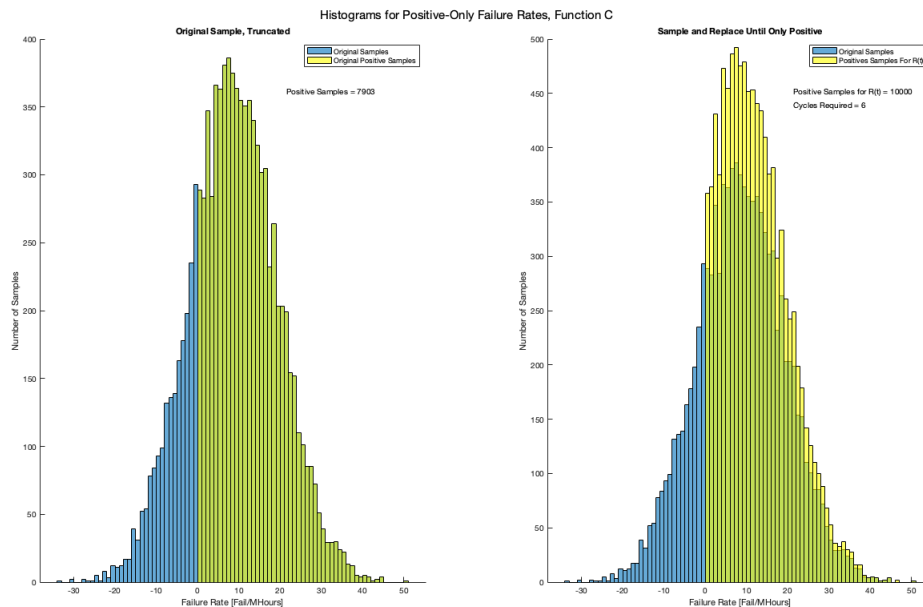 Histograms for Positive-Only Failure Rates, Function C
Original Sample, Truncated
Original Samples
Original Positive Samples
Positive Samples = 7903
Number of Samples
400
350
300
250
200
150
100
50
0
-30
-20
-10
0
10
20
30
40
50
Failure Rate [Fail/MHours]
Sample and Replace Until Only Positive
Original Samples
Positives Samples For R(t)
Positive Samples for R(t) = 10000
Cycles Required = 6
Number of Samples
500
450
400
350
300
250
200
150
100
50
0
-30
-20
-10
0
10
20
30
40
50
Failure Rate [Fail/MHours]